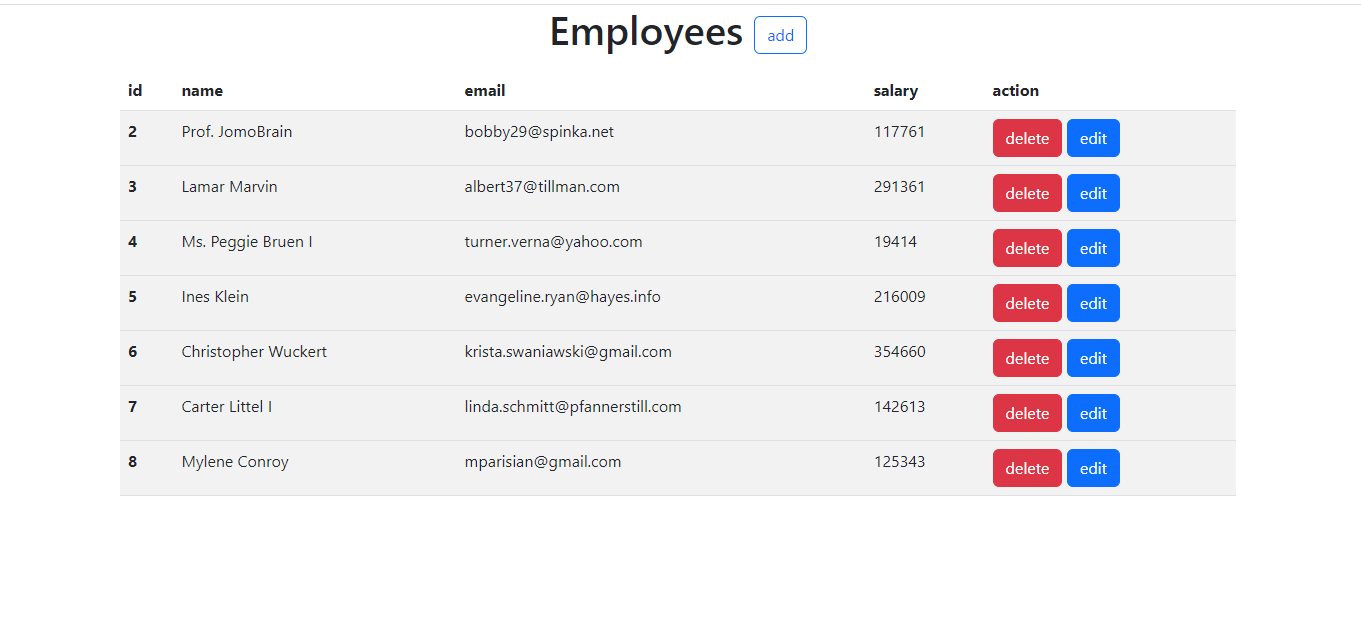 Employees add
id name email salary action
2 Prof. JomoBrain bobby29@spinka.net 117761 delete edit
3 Lamar Marvin albert37@tillman.com 291361 delete edit
4 Ms. Peggie Bruen I turner.verna@yahoo.com 19414 delete edit
5 Ines Klein evangeline.ryan@hayes.info 216009 delete edit
6 Christopher Wuckert krista.swaniawski@gmail.com 354660 delete edit
7 Carter Littel I linda.schmitt@pfannerstill.com 142613 delete edit
8 Mylene Conroy mparisian@gmail.com 125343 delete edit